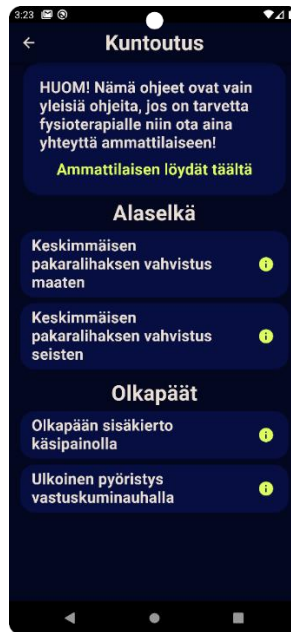 3:23
Kuntoutus
HUOM! Nämä ohjeet ovat vain
yleisiä ohjeita, jos on tarvetta
fysioterapialle niin ota aina
yhteyttä ammattilaiseen!
Ammattilaisen löydät täältä
Alaselkä
Keskimmäisen
pakaralihaksen vahvistus
maaten
Keskimmäisen
pakaralihaksen vahvistus
seisten
Olkapäät
Olkapään sisäkierto
käsipainolla
Ulkoinen pyöristys
vastuskuminauhalla